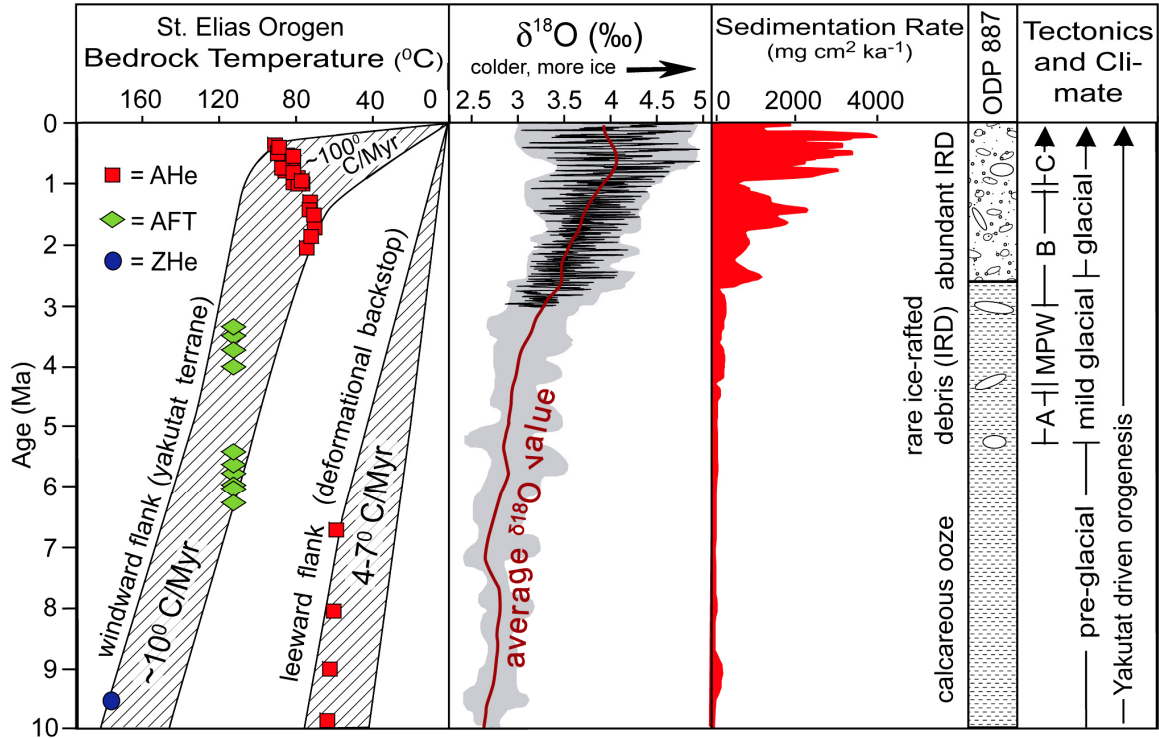 St. Elias Orogen
Bedrock Temperature (⁰C)
160 120 80 40 0
δ¹⁸O (‰)
colder, more ice
2.5 3 3.5 4 4.5 5
Sedimentation Rate
(mg cm² ka⁻¹)
0 2000 4000
ODP 887
Tectonics
and Cli-
mate
Age (Ma)
0
1
2
3
4
5
6
7
8
9
10
= AHe
= AFT
= ZHe
~100⁰
C/Myr
windward flank (yakutat terrane)
~10⁰ C/Myr
leeward flank (deformational backstop)
4-7⁰ C/Myr
average δ¹⁸O value
abundant IRD
rare ice-rafted
debris (IRD)
calcareous ooze
A MPW B C
pre-glacial mild glacial glacial
Yakutat driven orogenesis